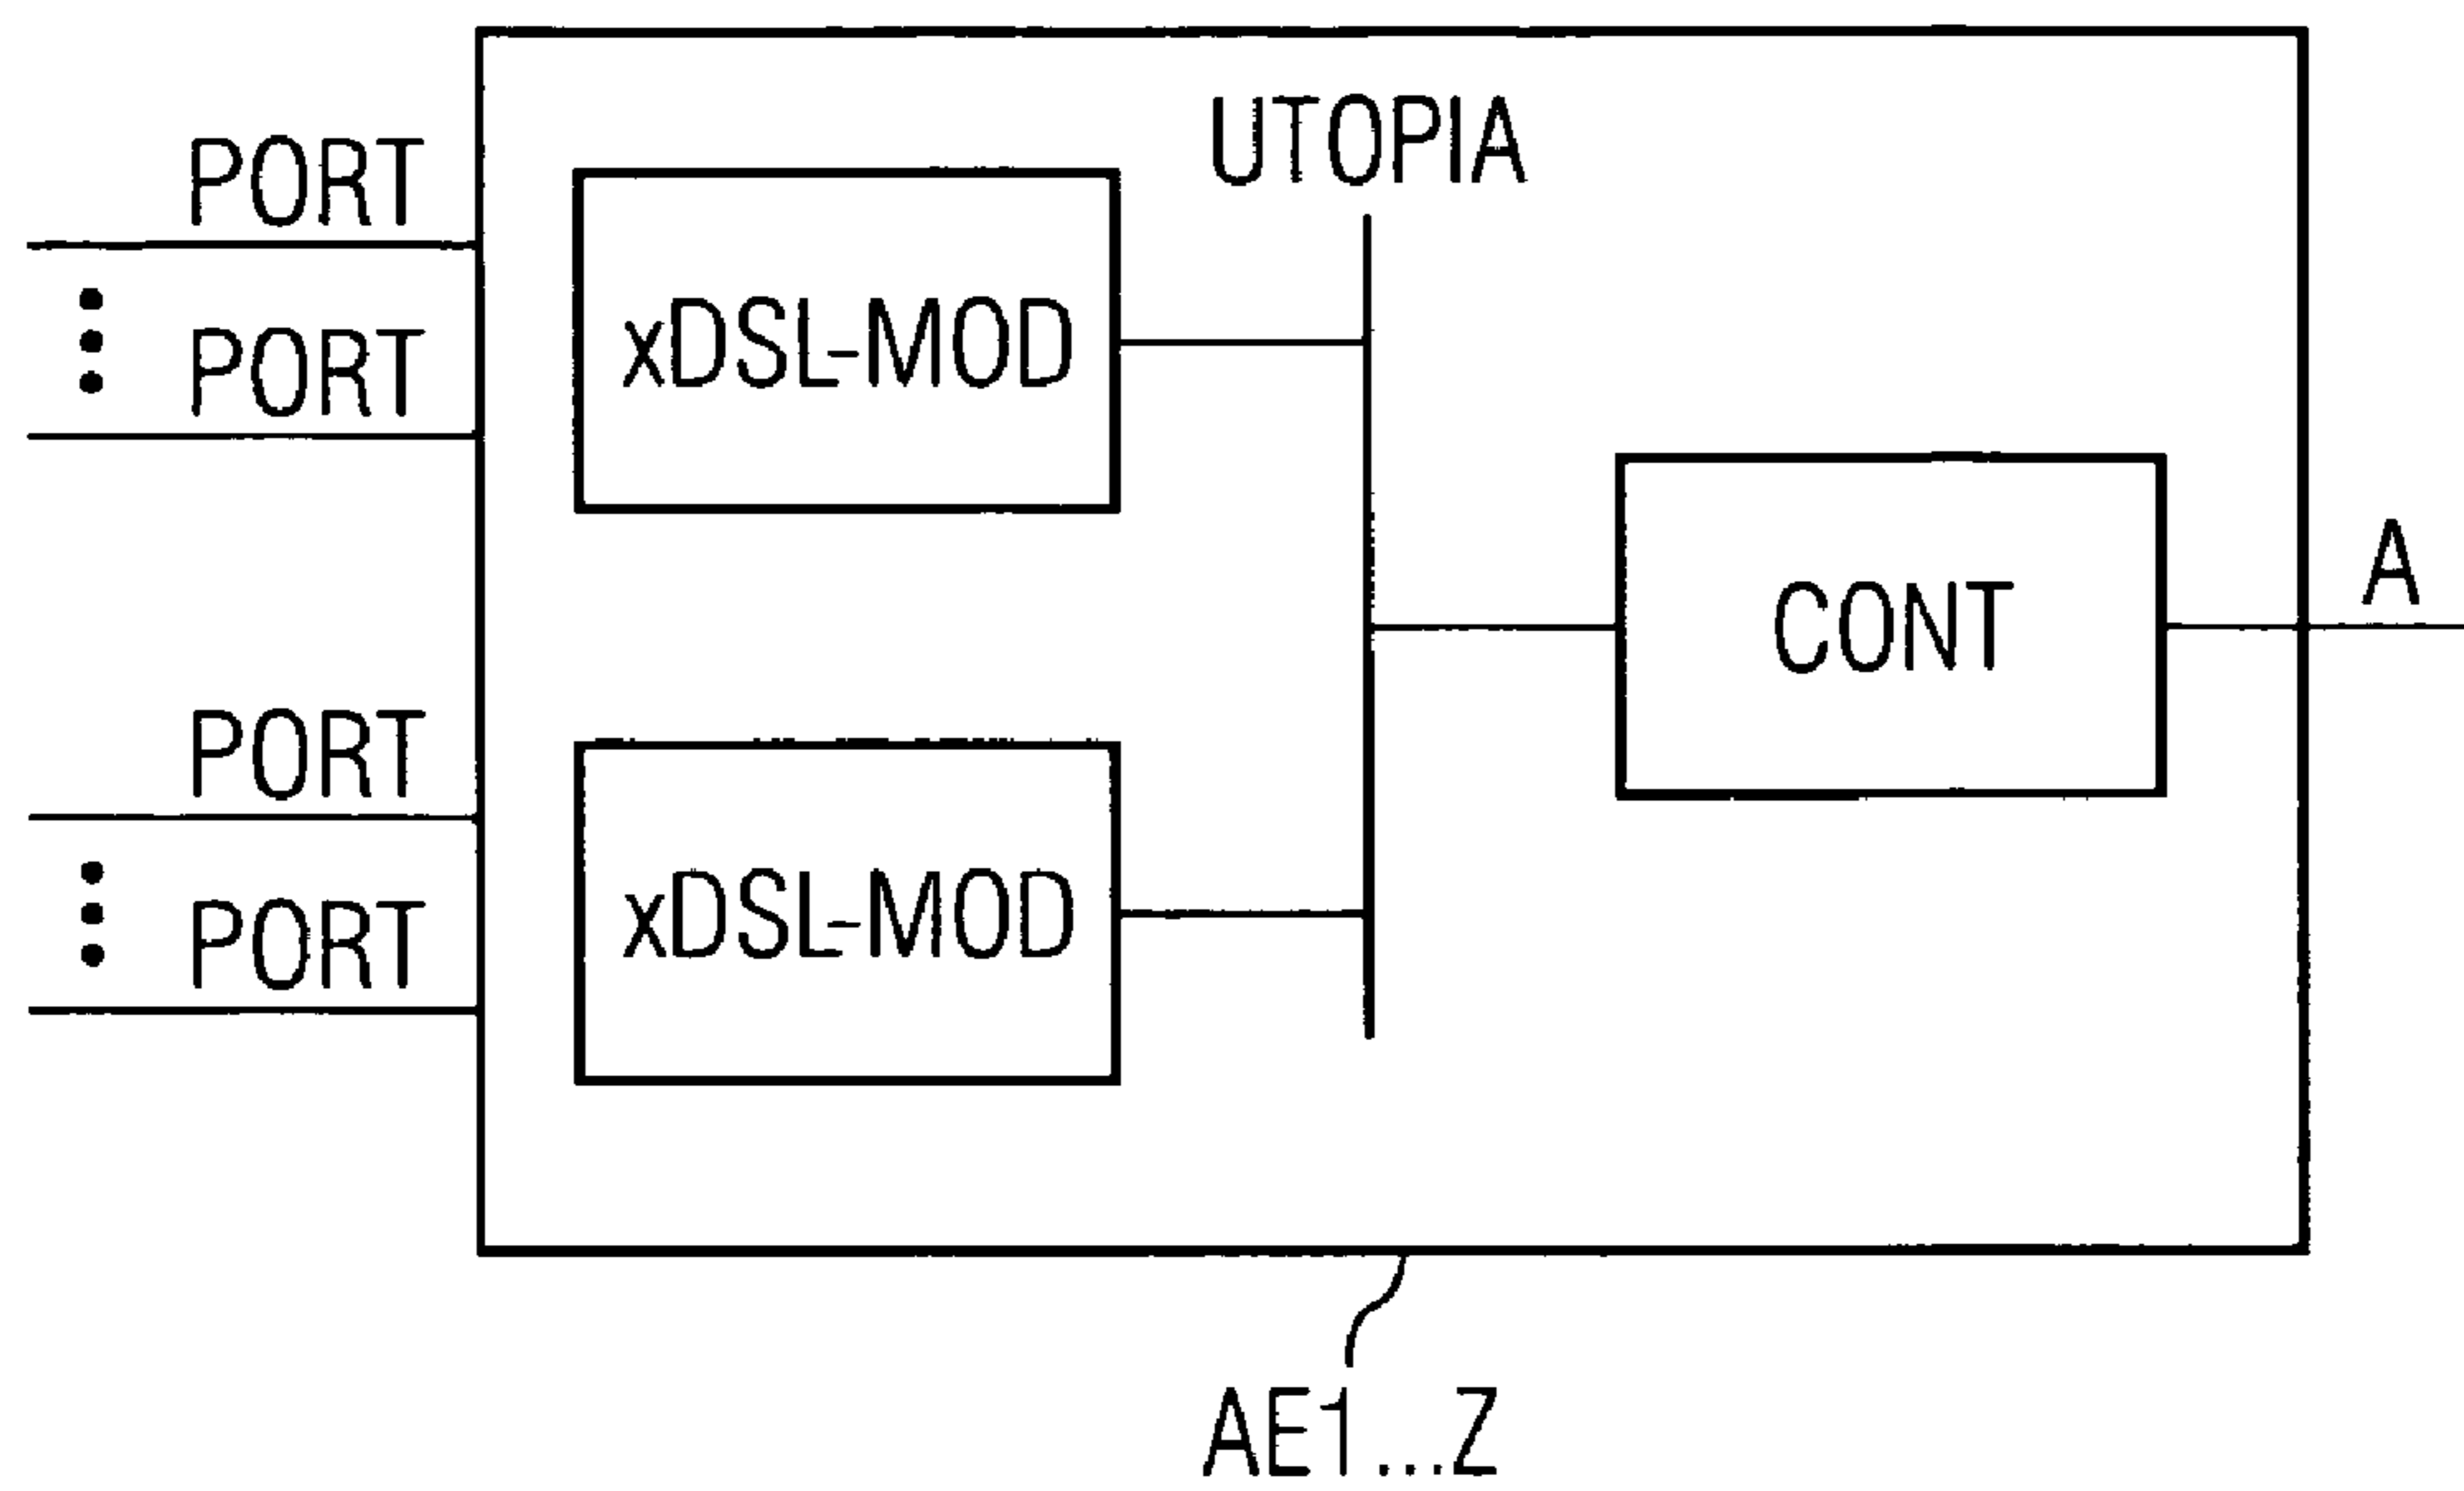 UTOPIA
PORT
xDSL-MOD
PORT
A
CONT
PORT
xDSL-MOD
PORT
AE1...Z